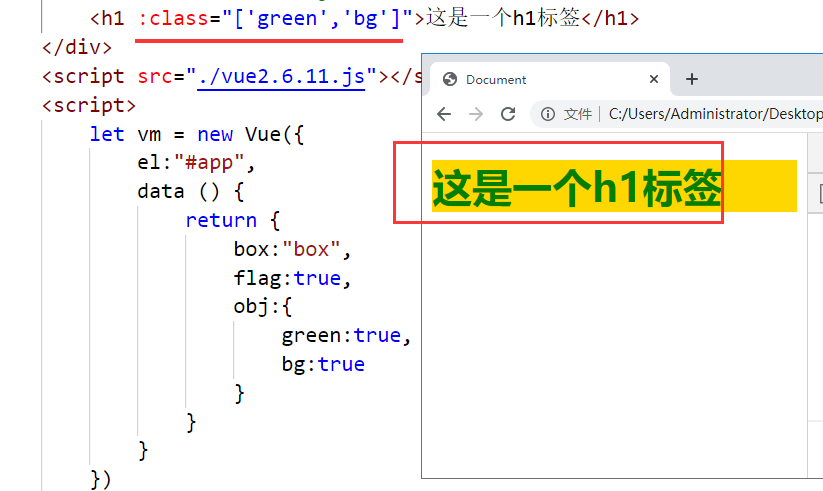 <h1 :class="['green','bg']">这是一个h1标签</h1>
</div>
<script src="./vue2.6.11.js"></s
<script>
let vm = new Vue({
el:"#app",
data () {
return {
box:"box",
flag:true,
obj:{
green:true,
bg:true
}
}
}
})
Document
文件 C:/Users/Administrator/Desktop
这是一个h1标签